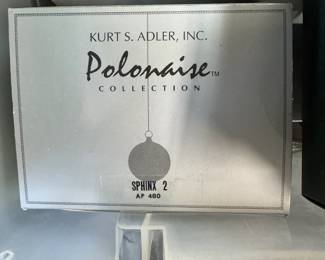 KURT S. ADLER, INC.
Polonaise™
COLLECTION
SPHINX 2
AP 480